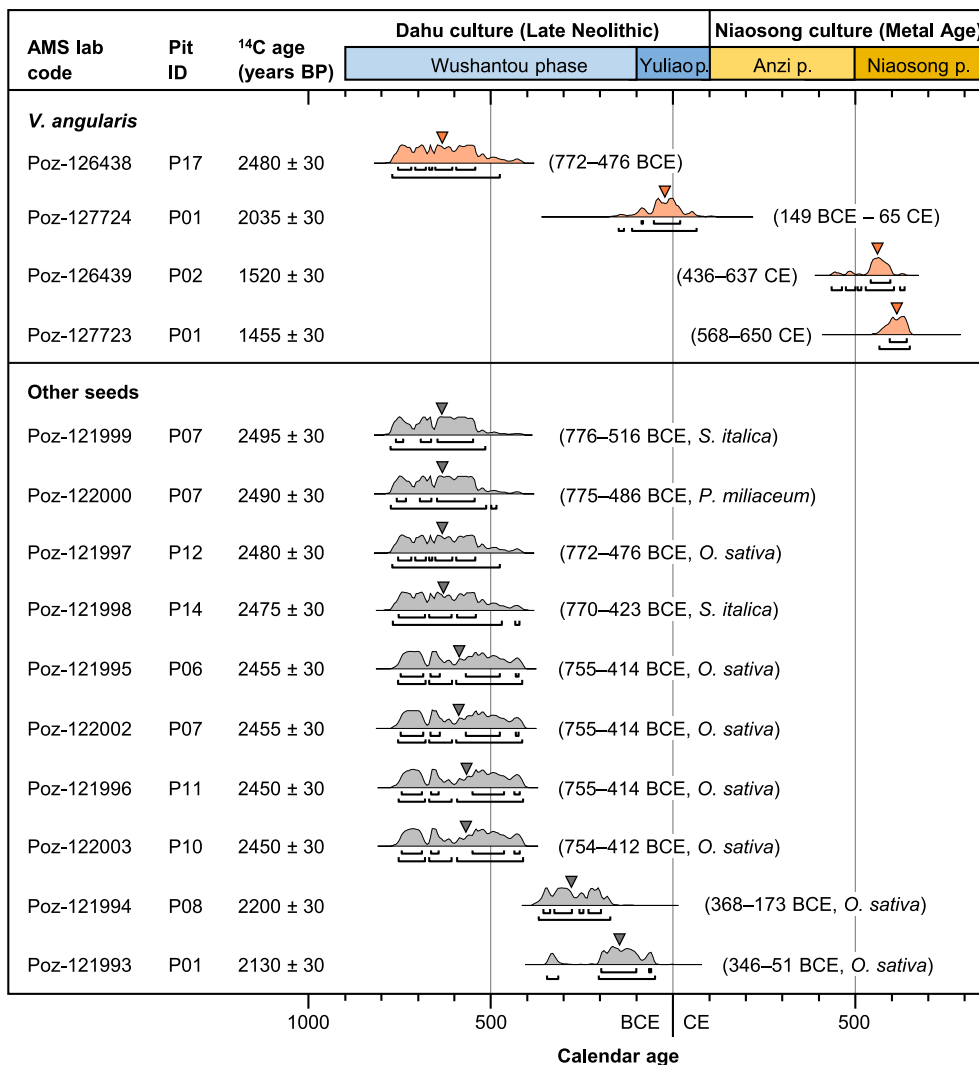 Dahu culture (Late Neolithic) Niaosong culture (Metal Age)
AMS lab code Pit ID ¹⁴C age (years BP)
Wushantou phase Yuliao p. Anzi p. Niaosong p.
V. angularis
Poz-126438 P17 2480 ± 30 (772–476 BCE)
Poz-127724 P01 2035 ± 30 (149 BCE – 65 CE)
Poz-126439 P02 1520 ± 30 (436–637 CE)
Poz-127723 P01 1455 ± 30 (568–650 CE)
Other seeds
Poz-121999 P07 2495 ± 30 (776–516 BCE, S. italica)
Poz-122000 P07 2490 ± 30 (775–486 BCE, P. miliaceum)
Poz-121997 P12 2480 ± 30 (772–476 BCE, O. sativa)
Poz-121998 P14 2475 ± 30 (770–423 BCE, S. italica)
Poz-121995 P06 2455 ± 30 (755–414 BCE, O. sativa)
Poz-122002 P07 2455 ± 30 (755–414 BCE, O. sativa)
Poz-121996 P11 2450 ± 30 (755–414 BCE, O. sativa)
Poz-122003 P10 2450 ± 30 (754–412 BCE, O. sativa)
Poz-121994 P08 2200 ± 30 (368–173 BCE, O. sativa)
Poz-121993 P01 2130 ± 30 (346–51 BCE, O. sativa)
1000 500 BCE CE 500
Calendar age